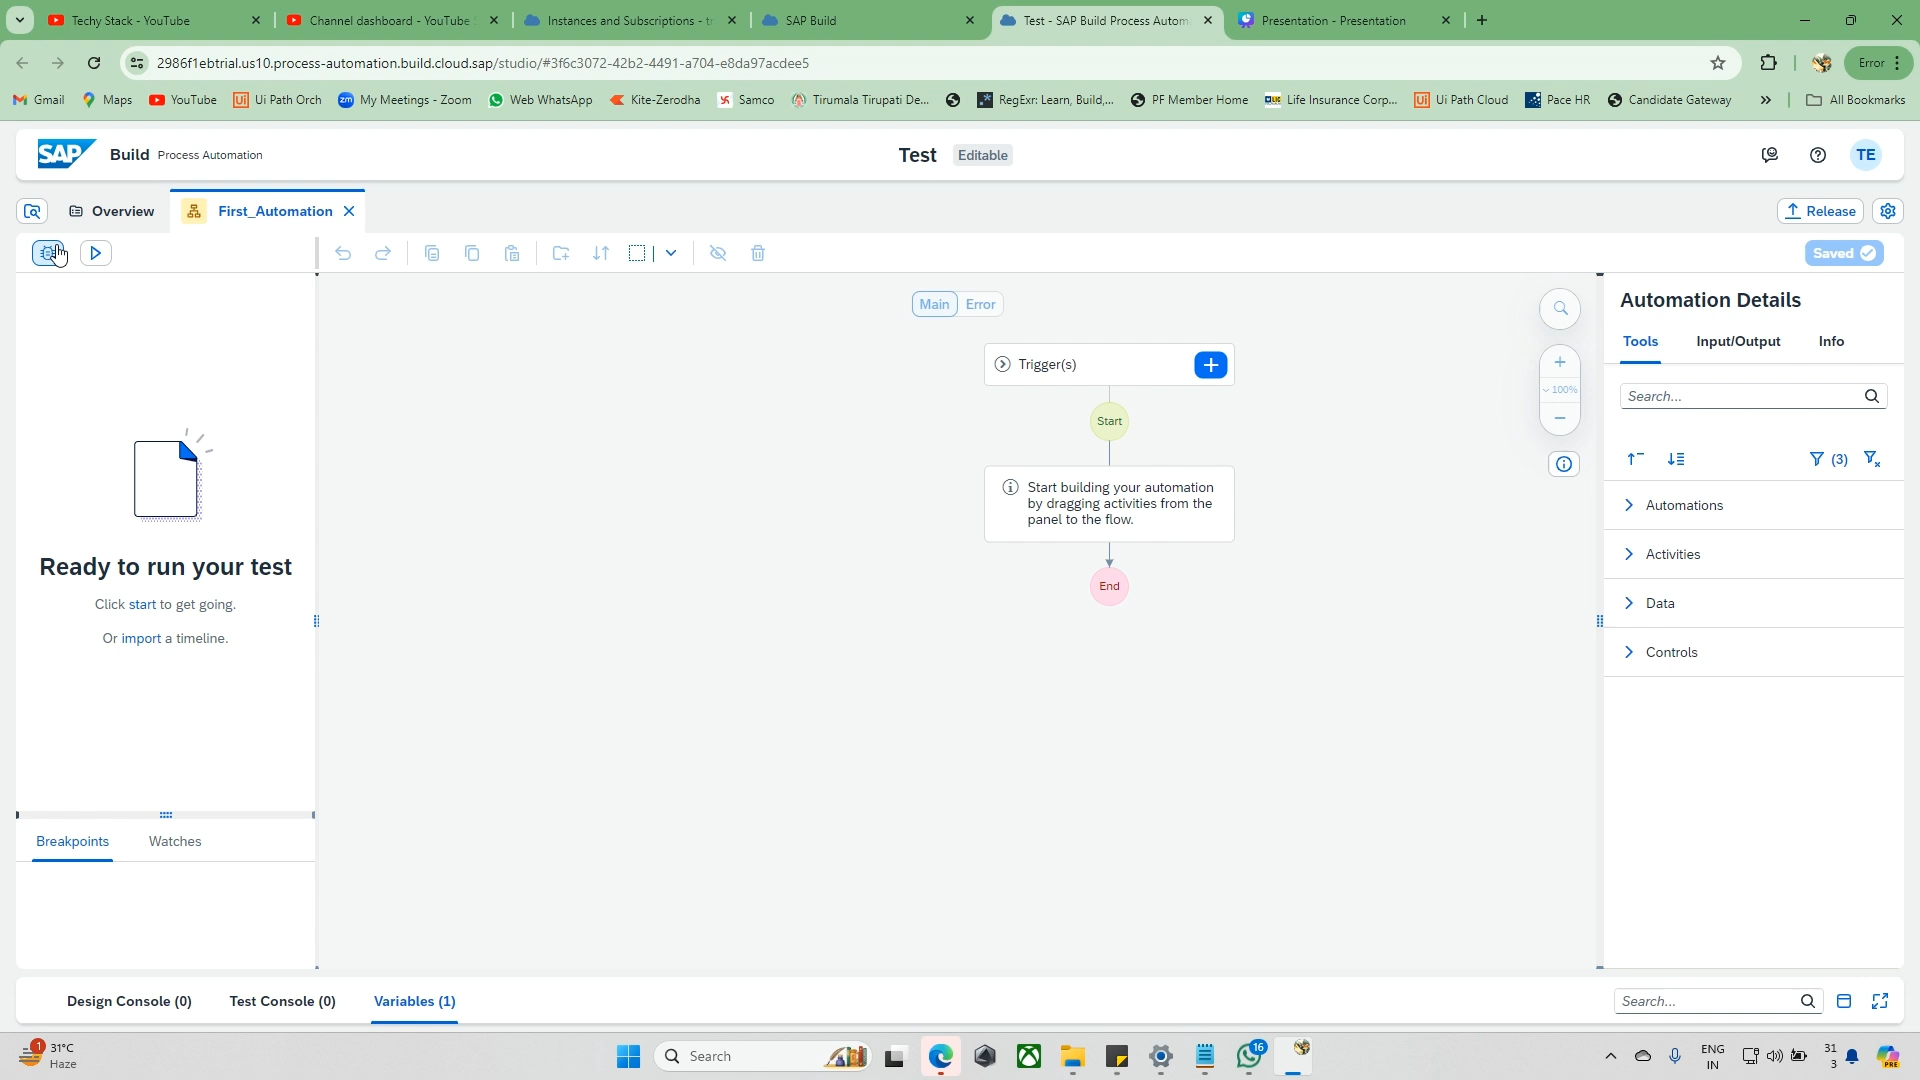 Techy Stack - YouTube
Channel dashboard - YouTube S
Instances and Subscriptions - tr
SAP Build
Test - SAP Build Process Autom
Presentation - Presentation
2986f1ebtrial.us10.process-automation.build.cloud.sap/studio/#3f6c3072-42b2-4491-a704-e8da97acdee5
Error
Gmail
Maps
YouTube
Ui Path Orch
My Meetings - Zoom
Web WhatsApp
Kite-Zerodha
Samco
Tirumala Tirupati De...
RegExr: Learn, Build,...
PF Member Home
Life Insurance Corp...
Ui Path Cloud
Pace HR
Candidate Gateway
All Bookmarks
SAP Build Process Automation
Test Editable
TE
Overview
First_Automation
Release
Saved
Main Error
Trigger(s)
Start
Start building your automation
by dragging activities from the
panel to the flow.
End
100%
Ready to run your test
Click start to get going.
Or import a timeline.
Breakpoints Watches
Automation Details
Tools Input/Output Info
Search...
(3)
Automations
Activities
Data
Controls
Design Console (0) Test Console (0) Variables (1)
Search...
1
31°C
Haze
Search
16
ENG
IN
31
3
PRE